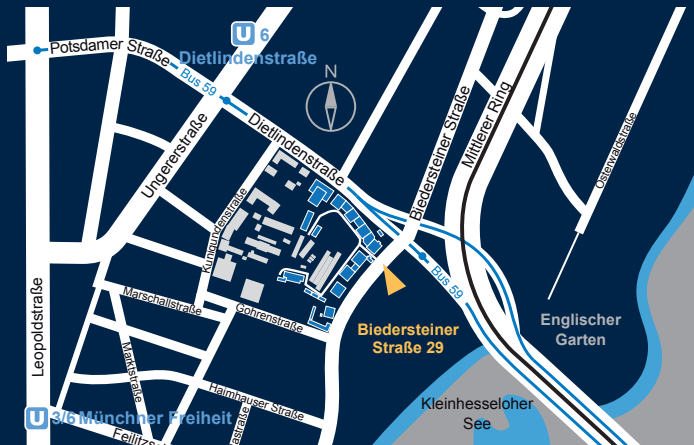 U 6
Dietlindenstraße
Potsdamer Straße
Bus 59
N
Dietlindenstraße
Ungererstraße
Biedersteiner Straße
Mittlerer Ring
Osterwaldstraße
Kunigundenstraße
Leopoldstraße
Marschallstraße
Gohrenstraße
Bus 59
Biedersteiner
Straße 29
Englischer
Garten
Marktstraße
Haimhauser Straße
Kleinhesseloher
See
U 3/6 Münchner Freiheit